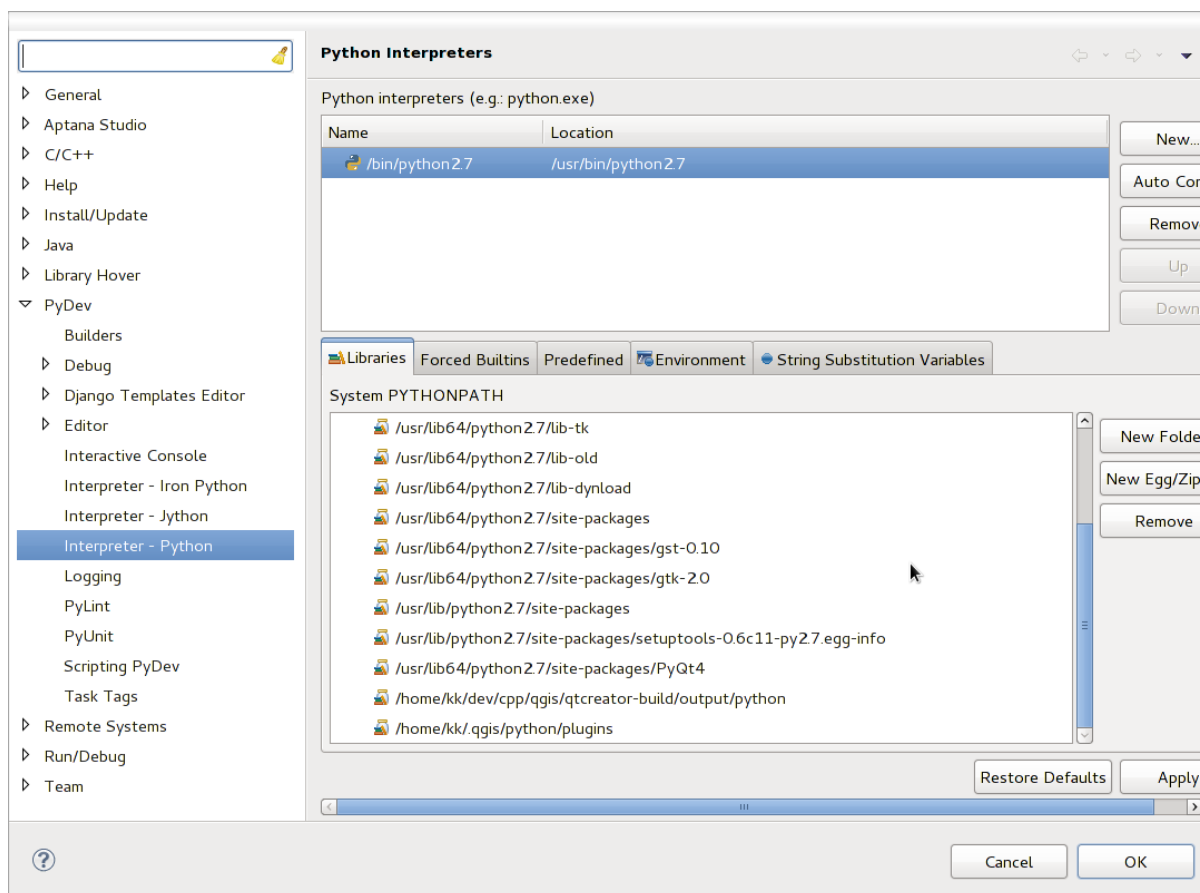 Python Interpreters
General
Aptana Studio
C/C++
Help
Install/Update
Java
Library Hover
PyDev
Builders
Debug
Django Templates Editor
Editor
Interactive Console
Interpreter - Iron Python
Interpreter - Jython
Interpreter - Python
Logging
PyLint
PyUnit
Scripting PyDev
Task Tags
Remote Systems
Run/Debug
Team
Python interpreters (e.g.: python.exe)
Name Location
/bin/python2.7 /usr/bin/python2.7
New...
Auto Con
Remov
Up
Down
Libraries Forced Builtins Predefined Environment String Substitution Variables
System PYTHONPATH
/usr/lib64/python2.7/lib-tk
/usr/lib64/python2.7/lib-old
/usr/lib64/python2.7/lib-dynload
/usr/lib64/python2.7/site-packages
/usr/lib64/python2.7/site-packages/gst-0.10
/usr/lib64/python2.7/site-packages/gtk-2.0
/usr/lib/python2.7/site-packages
/usr/lib/python2.7/site-packages/setuptools-0.6c11-py2.7.egg-info
/usr/lib64/python2.7/site-packages/PyQt4
/home/kk/dev/cpp/qgis/qtcreator-build/output/python
/home/kk/.qgis/python/plugins
New Folde
New Egg/Zip
Remove
Restore Defaults Apply
? Cancel OK